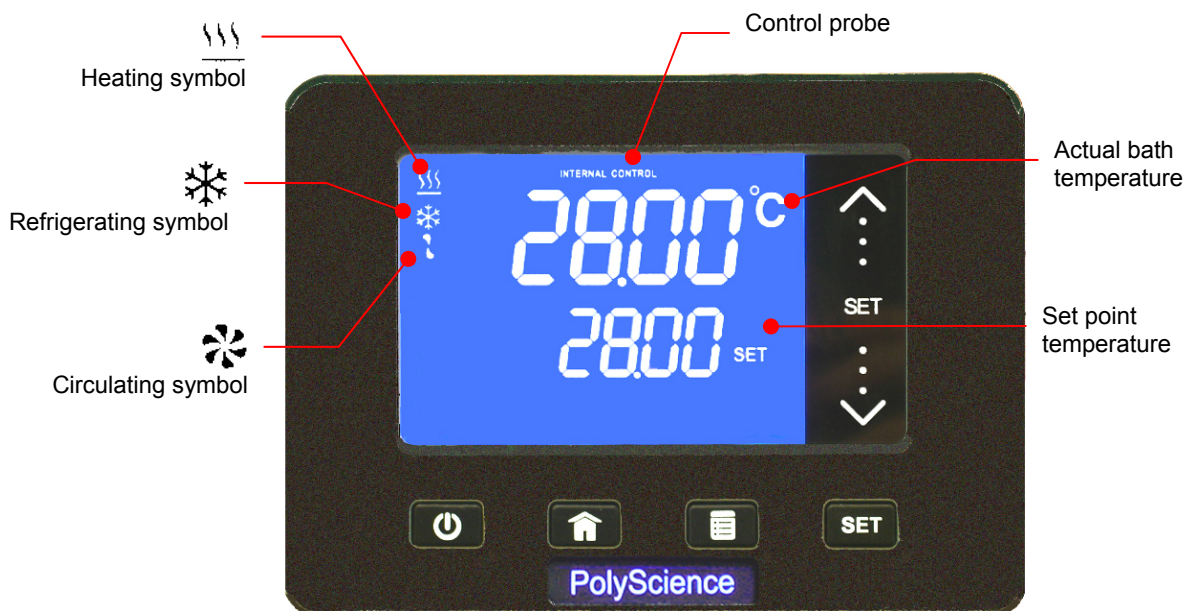 Control probe
Heating symbol
Actual bath
temperature
INTERNAL CONTROL
28.00 °C
Refrigerating symbol
SET
Set point
temperature
28.00 SET
Circulating symbol
SET
PolyScience